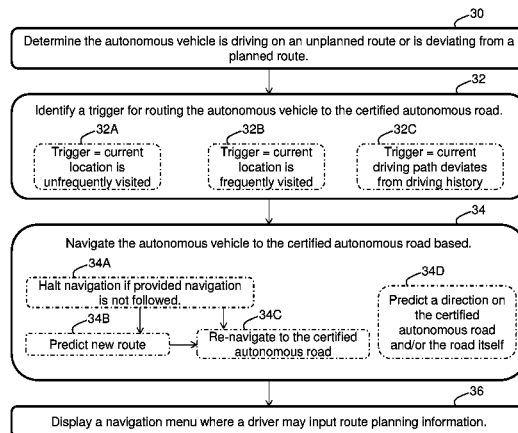 30
Determine the autonomous vehicle is driving on an unplanned route or is deviating from a
planned route.
32
Identify a trigger for routing the autonomous vehicle to the certified autonomous road.
32A
32B
32C
Trigger = current
location is
unfrequently visited
Trigger = current
location is
frequently visited
Trigger = current
driving path deviates
from driving history
34
Navigate the autonomous vehicle to the certified autonomous road based.
34A
Halt navigation if provided navigation
is not followed.
34B
Predict new route
34C
Re-navigate to the certified
autonomous road
34D
Predict a direction on
the certified
autonomous road
and/or the road itself
36
Display a navigation menu where a driver may input route planning information.